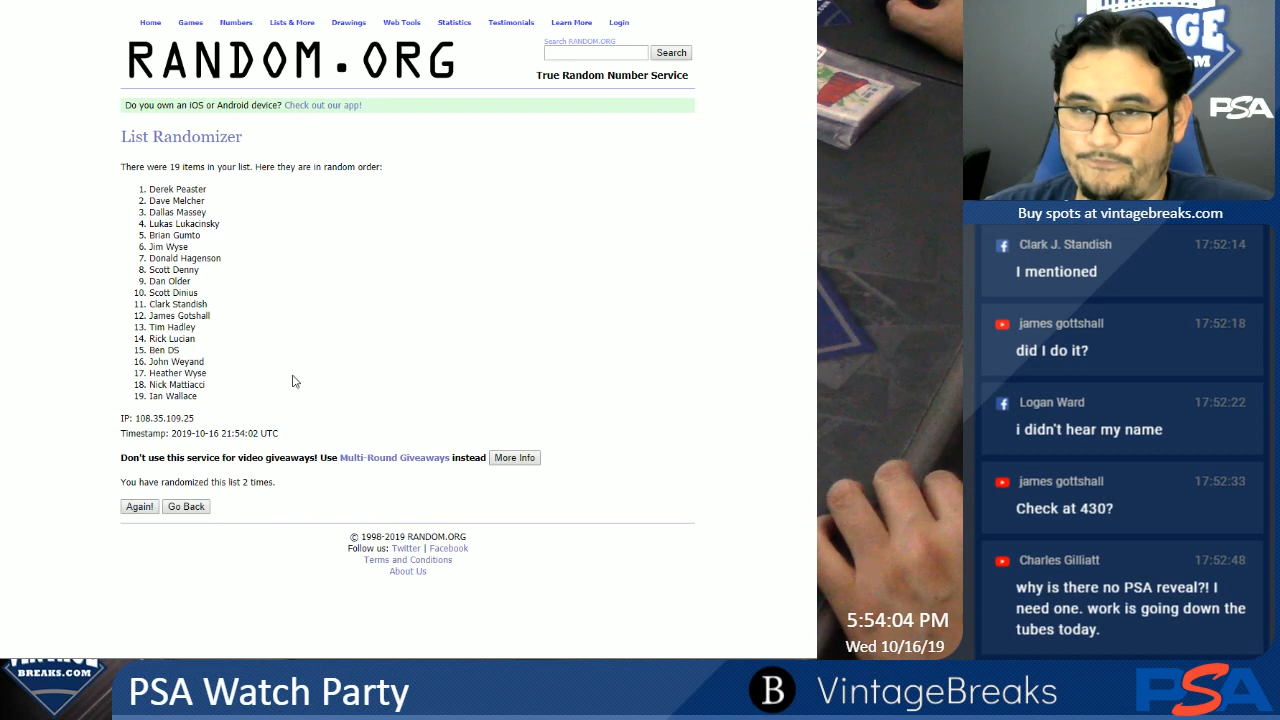 Home Games Numbers Lists & More Drawings Web Tools Statistics Testimonials Learn More Login
RANDOM.ORG
Search RANDOM.ORG
Search
True Random Number Service
Do you own an iOS or Android device? Check out our app!
List Randomizer
There were 19 items in your list. Here they are in random order:
1. Derek Peaster
2. Dave Melcher
3. Dallas Massey
4. Lukas Lukacinsky
5. Brian Gumto
6. Jim Wyse
7. Donald Hagenson
8. Scott Denny
9. Dan Older
10. Scott Dinius
11. Clark Standish
12. James Gotshall
13. Tim Hadley
14. Rick Lucian
15. Ben DS
16. John Weyand
17. Heather Wyse
18. Nick Mattiacci
19. Ian Wallace
IP: 108.35.109.25
Timestamp: 2019-10-16 21:54:02 UTC
Don't use this service for video giveaways! Use Multi-Round Giveaways instead More Info
You have randomized this list 2 times.
Again! Go Back
© 1998-2019 RANDOM.ORG
Follow us: Twitter | Facebook
Terms and Conditions
About Us
PSA
Buy spots at vintagebreaks.com
Clark J. Standish 17:52:14
I mentioned
james gottshall 17:52:18
did I do it?
Logan Ward 17:52:22
i didn't hear my name
james gottshall 17:52:33
Check at 430?
Charles Gilliatt 17:52:48
why is there no PSA reveal?! I
need one. work is going down the
tubes today.
5:54:04 PM
Wed 10/16/19
VINTAGE
BREAKS.COM
PSA Watch Party
B VintageBreaks
PSA